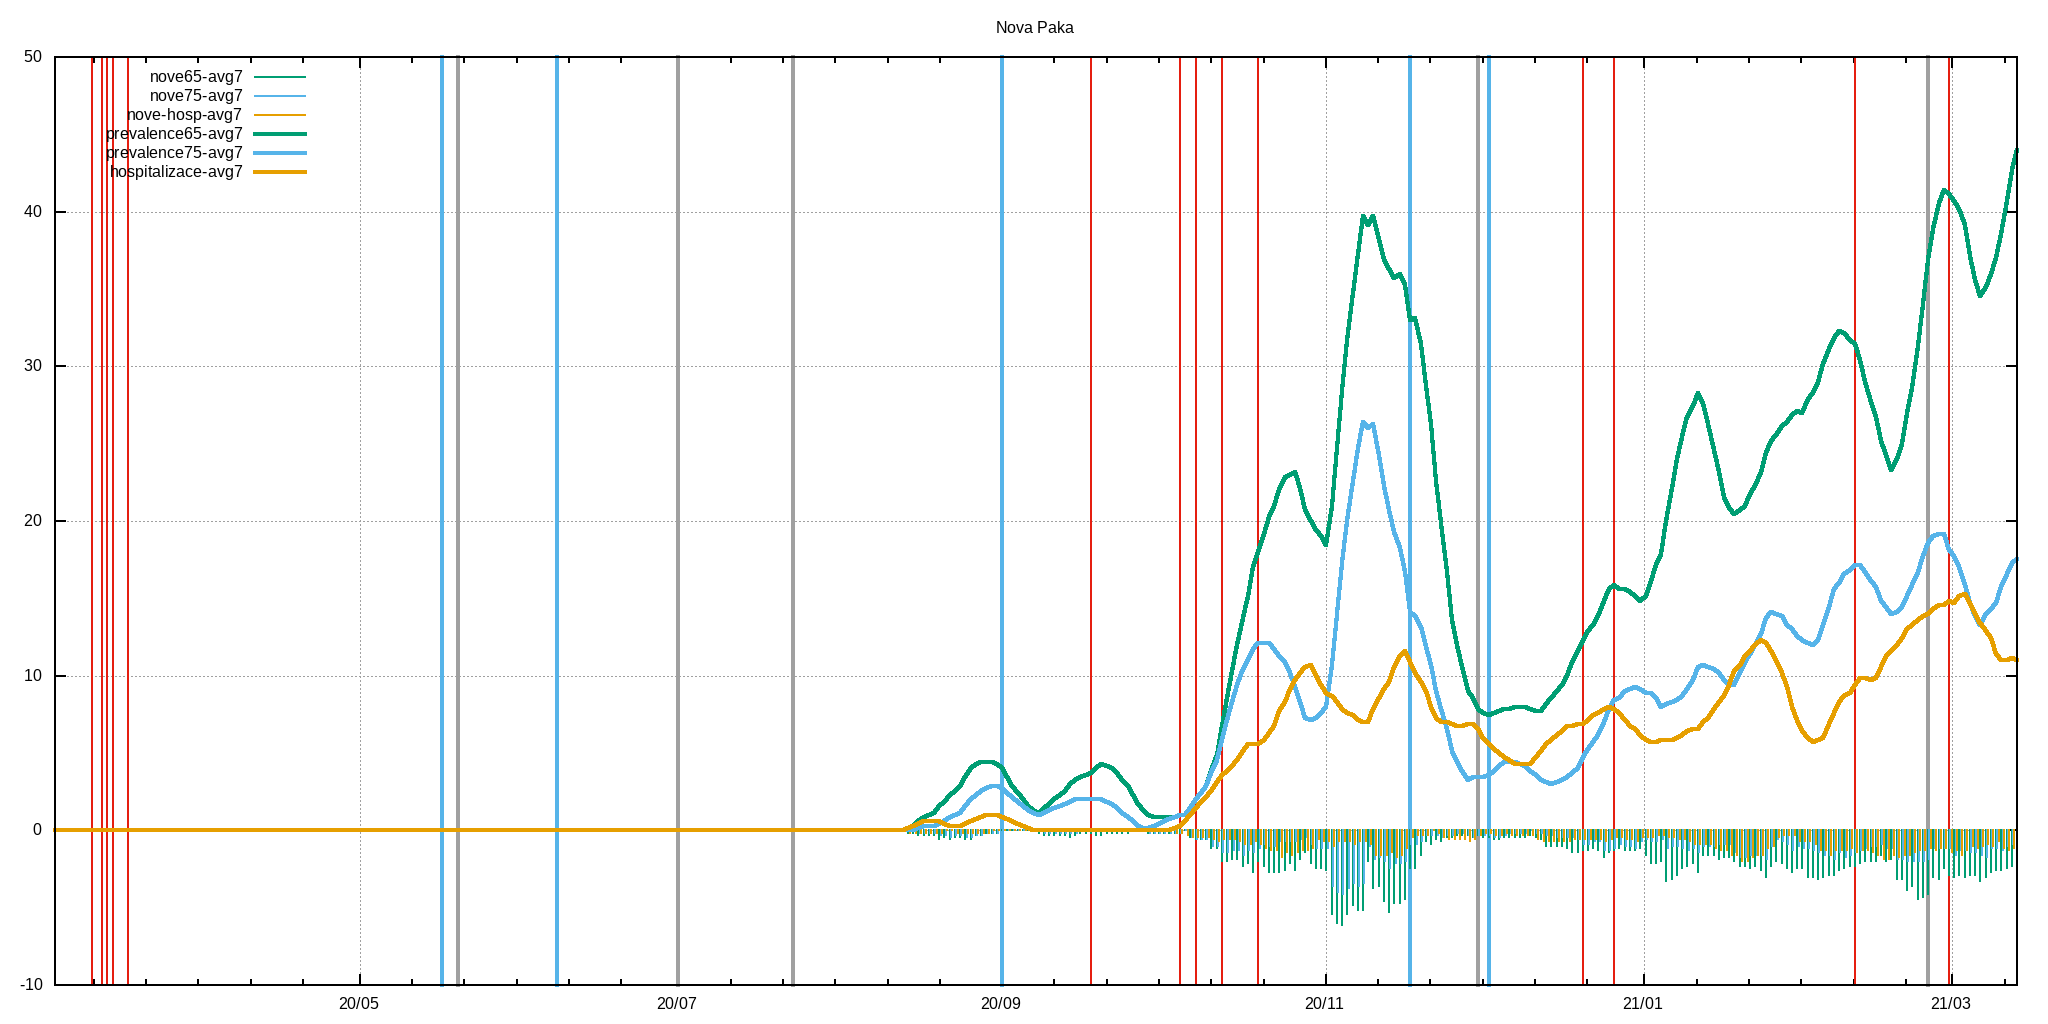 Nova Paka
50
nove65-avg7
nove75-avg7
nove-hosp-avg7
prevalence65-avg7
prevalence75-avg7
hospitalizace-avg7
40
30
20
10
0
-10
20/05 20/07 20/09 20/11 21/01 21/03